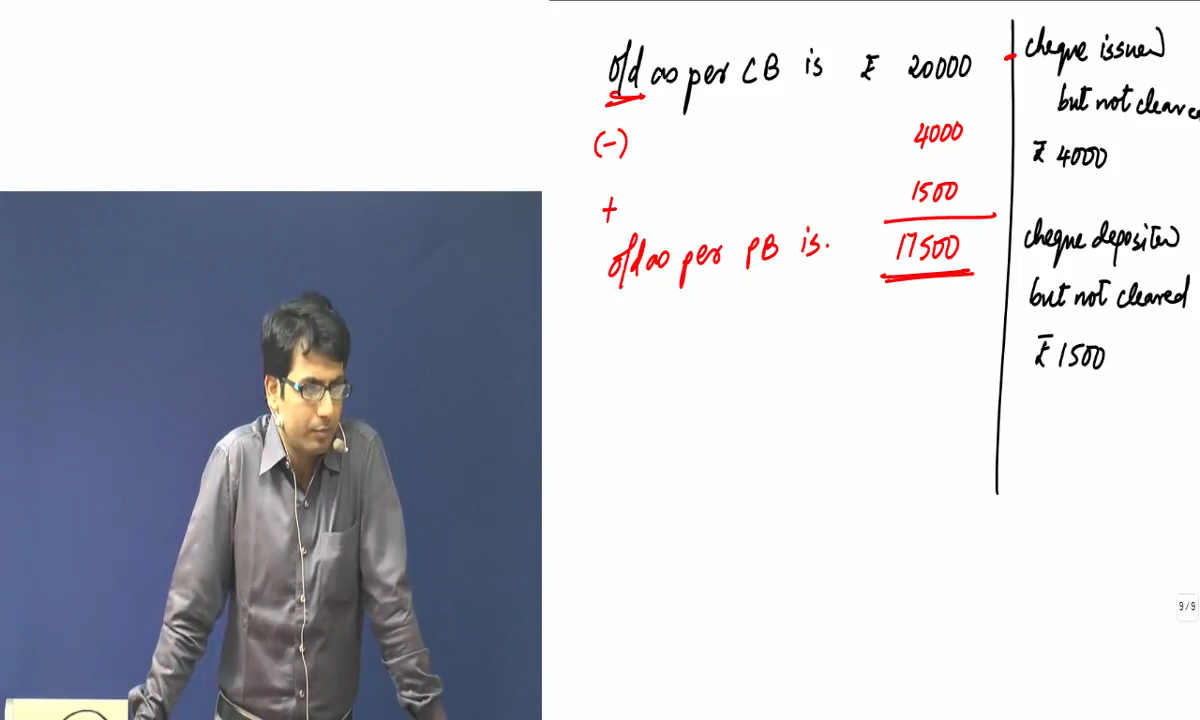 o/d as per CB is ₹ 20000
(-) 4000
+ 1500
o/d as per PB is. 17500
cheque issued
but not cleared
₹ 4000
cheque deposited
but not cleared
₹ 1500
9/9